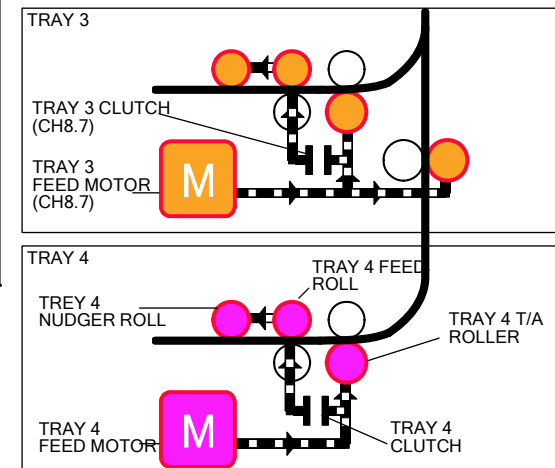 TRAY 3
TRAY 3 CLUTCH
(CH8.7)
TRAY 3
FEED MOTOR
(CH8.7)
M
TRAY 4
TRAY 4 FEED
ROLL
TREY 4
NUDGER ROLL
TRAY 4 T/A
ROLLER
TRAY 4
FEED MOTOR
M
TRAY 4
CLUTCH